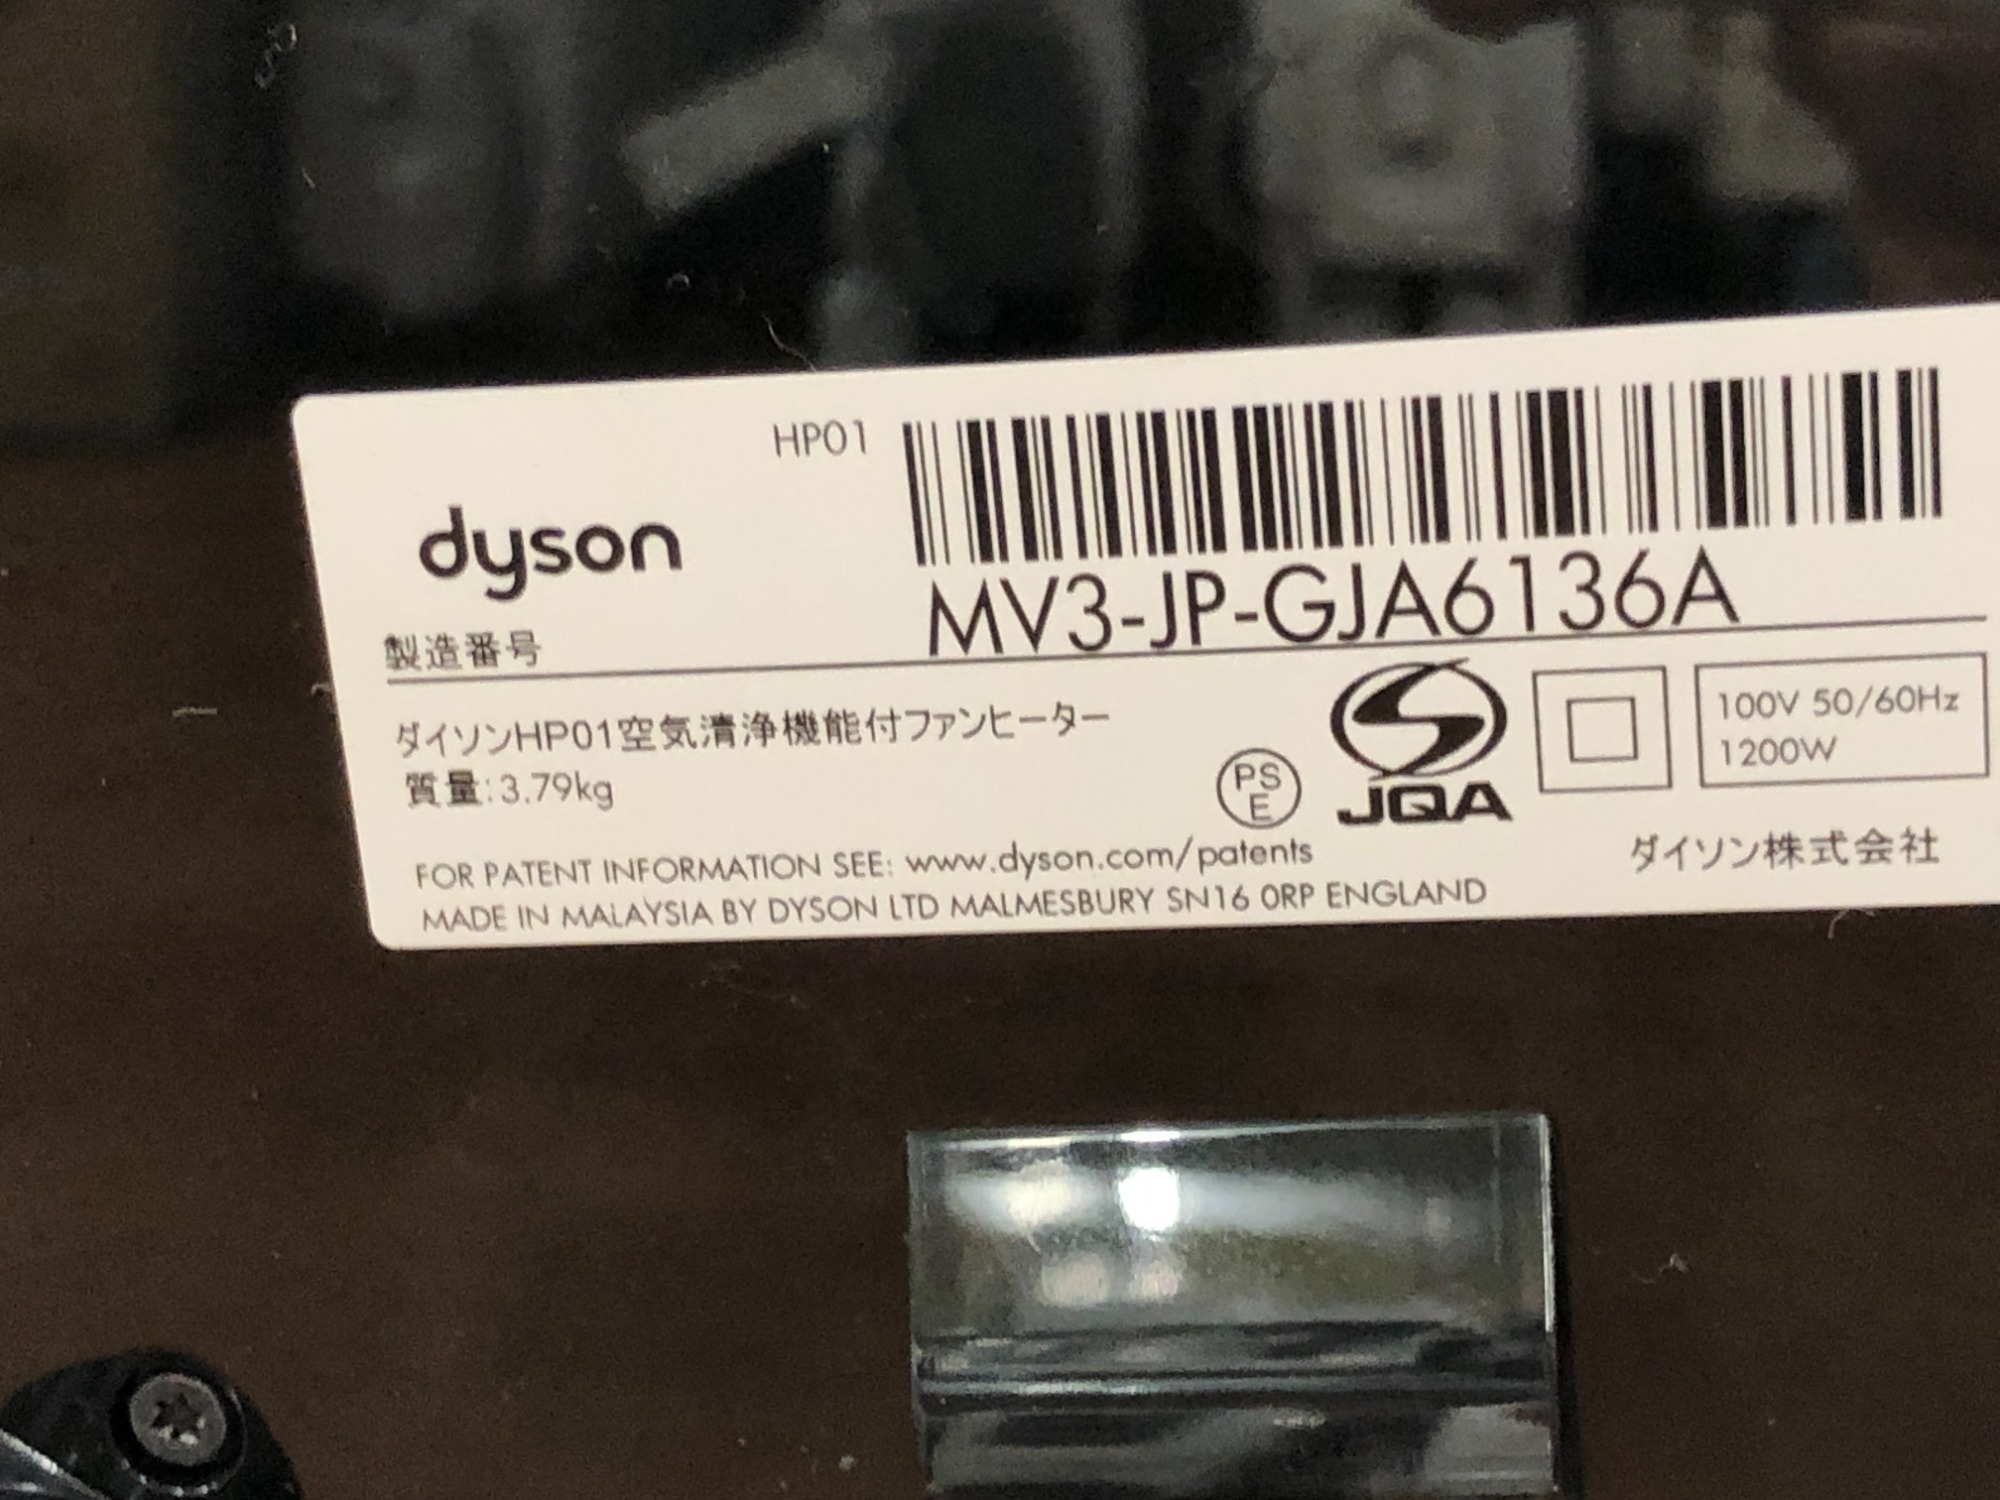 HP01
dyson
製造番号
MV3-JP-GJA6136A
ダイソンHP01空気清浄機能付ファンヒーター
質量:3.79kg
PS
E
JQA
100V 50/60Hz
1200W
FOR PATENT INFORMATION SEE: www.dyson.com/patents
ダイソン株式会社
MADE IN MALAYSIA BY DYSON LTD MALMESBURY SN16 0RP ENGLAND